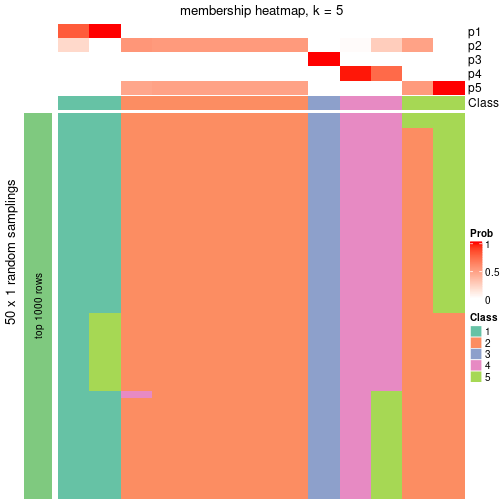 membership heatmap, k = 5
p1
p2
p3
p4
p5
Class
50 x 1 random samplings
top 1000 rows
Prob
1
0.5
0
Class
1
2
3
4
5